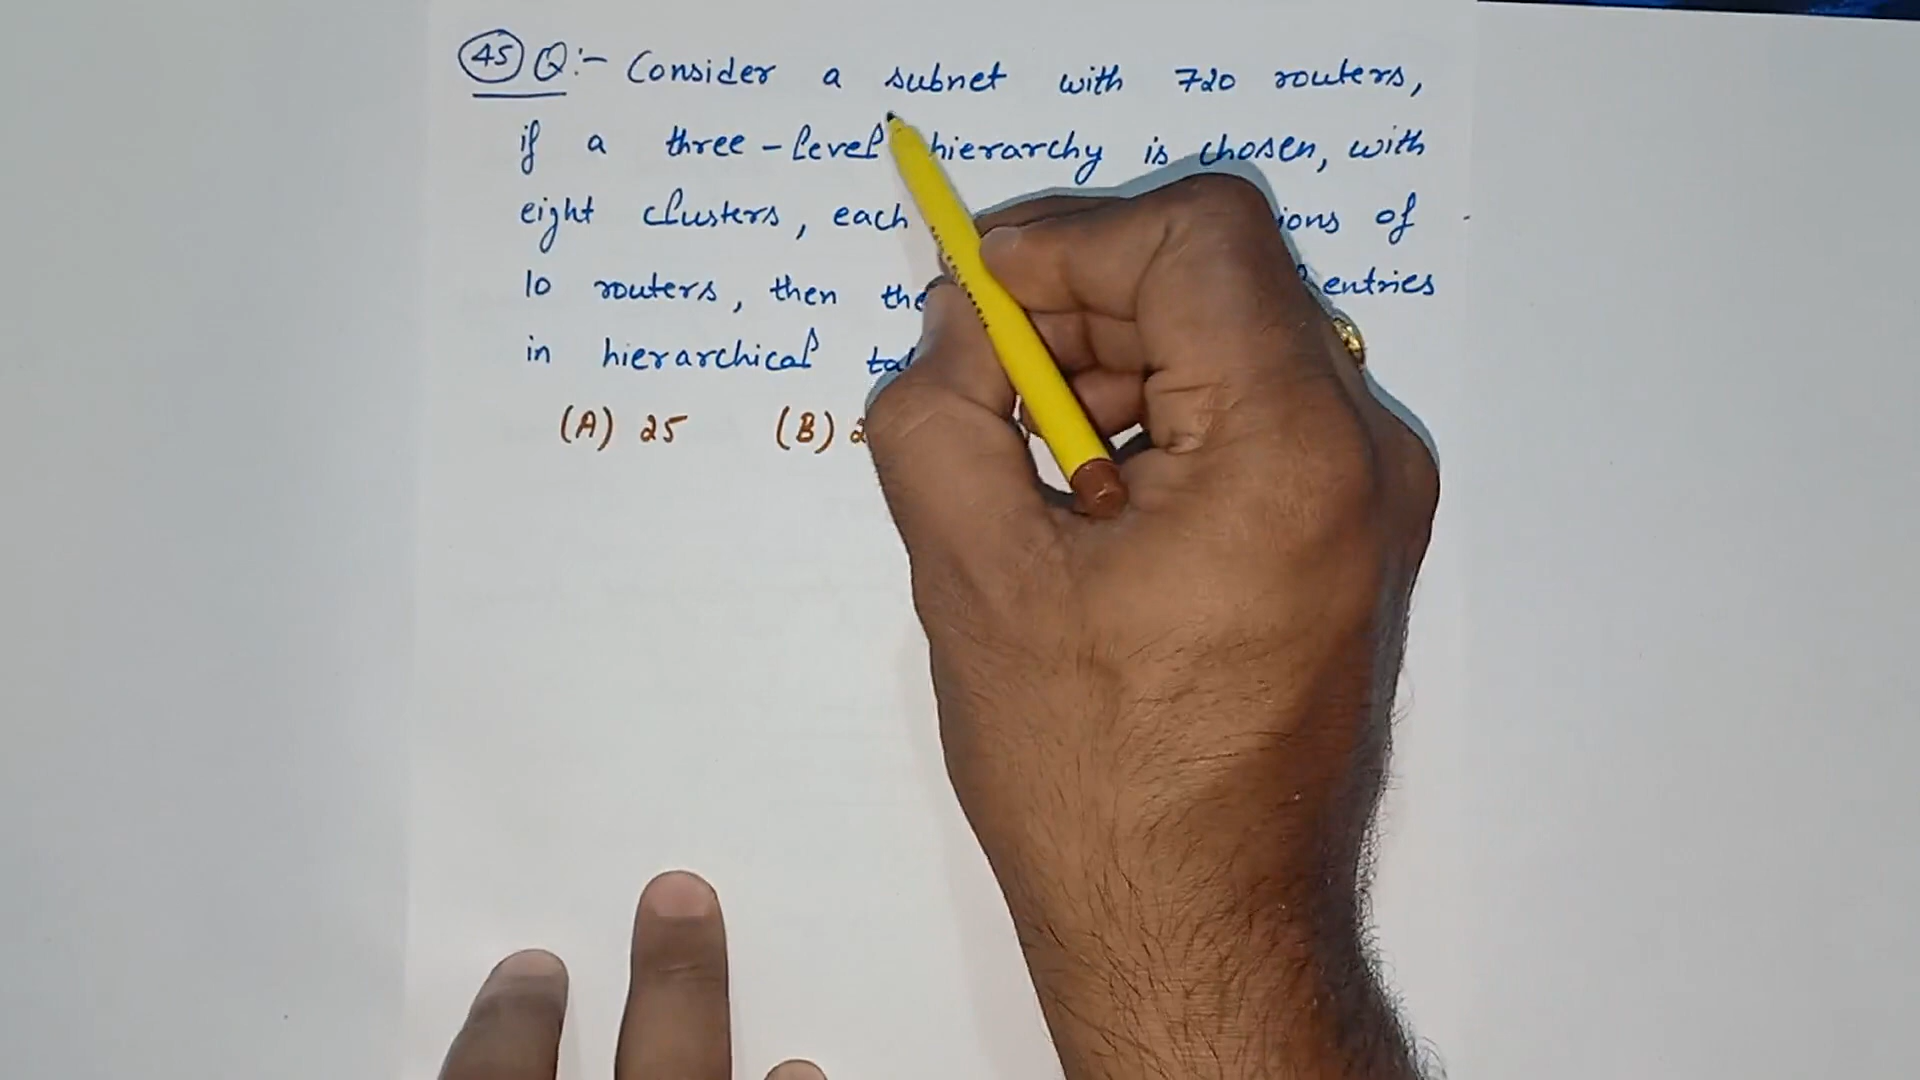 45 Q:- Consider a subnet with 720 routers,
if a three-level hierarchy is chosen, with
eight clusters, each of
10 routers, then the entries
in hierarchical
(A) 25 (B)